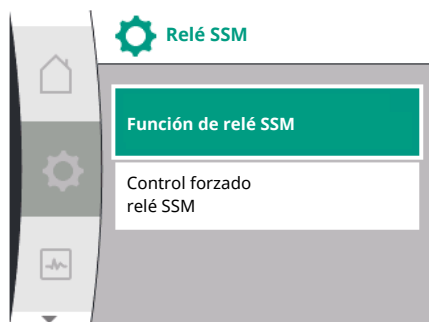 Relé SSM
Función de relé SSM
Control forzado
relé SSM